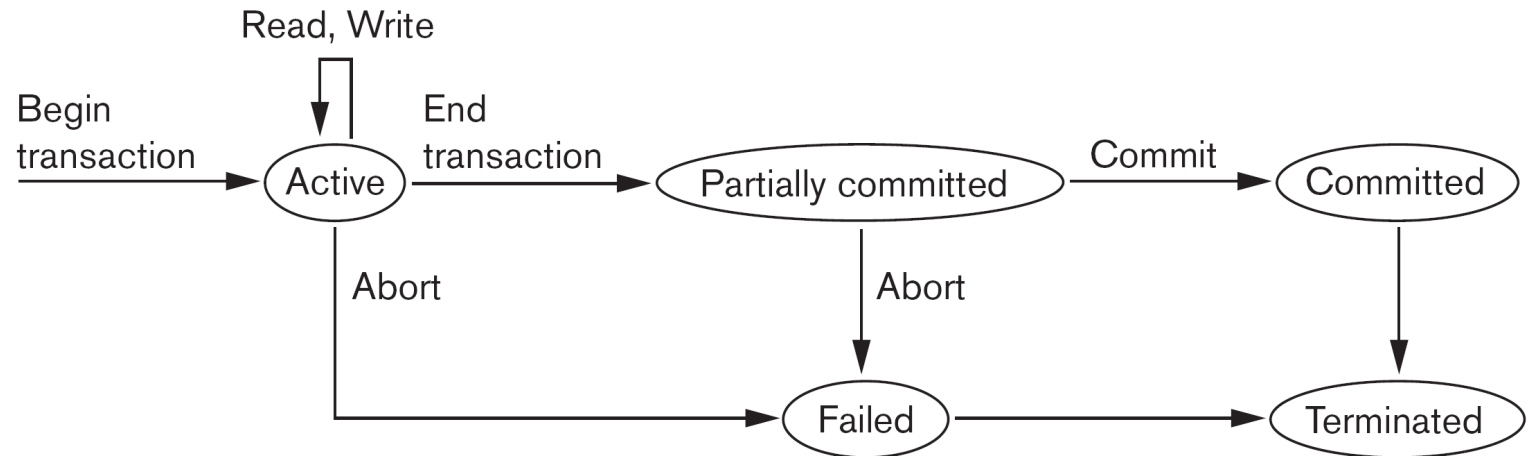 Read, Write
Begin
transaction
End
transaction
Commit
Active
Partially committed
Committed
Abort
Abort
Failed
Terminated